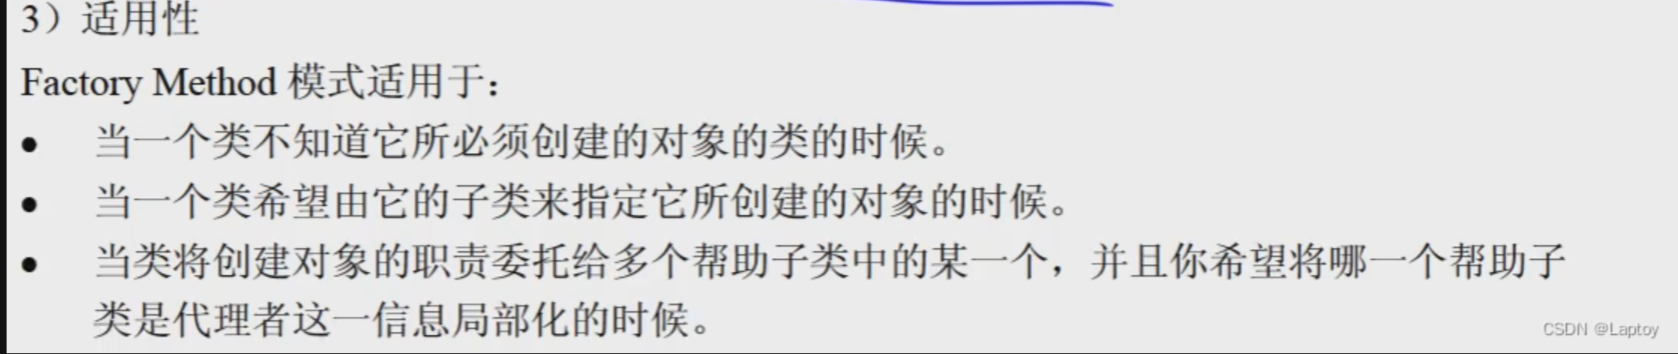 3）适用性
Factory Method 模式适用于：
● 当一个类不知道它所必须创建的对象的类的时候。
● 当一个类希望由它的子类来指定它所创建的对象的时候。
● 当类将创建对象的职责委托给多个帮助子类中的某一个，并且你希望将哪一个帮助子
类是代理者这一信息局部化的时候。
CSDN @Laptoy